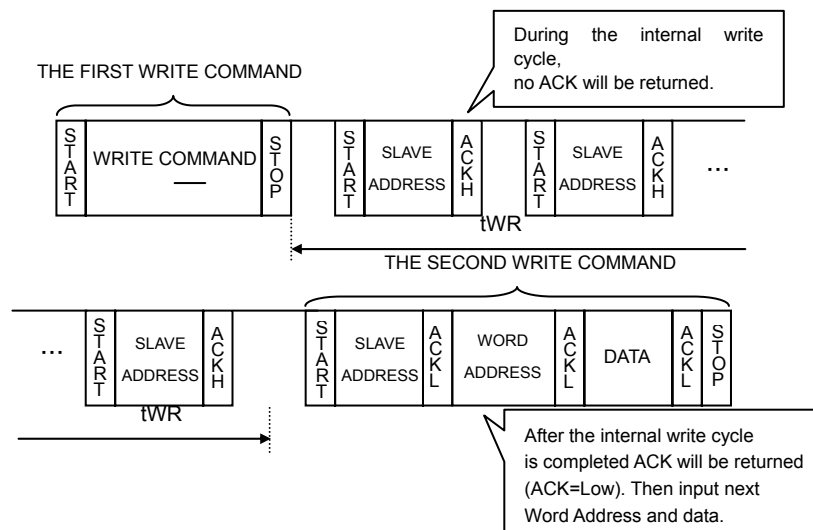 During the internal write
cycle,
no ACK will be returned.
THE FIRST WRITE COMMAND
START
WRITE COMMAND
STOP
START
SLAVE
ADDRESS
ACKH
START
SLAVE
ADDRESS
ACKH
…
tWR
THE SECOND WRITE COMMAND
…
START
SLAVE
ADDRESS
ACKH
START
SLAVE
ADDRESS
ACKL
WORD
ADDRESS
ACKL
DATA
ACKL
STOP
tWR
After the internal write cycle
is completed ACK will be returned
(ACK=Low). Then input next
Word Address and data.